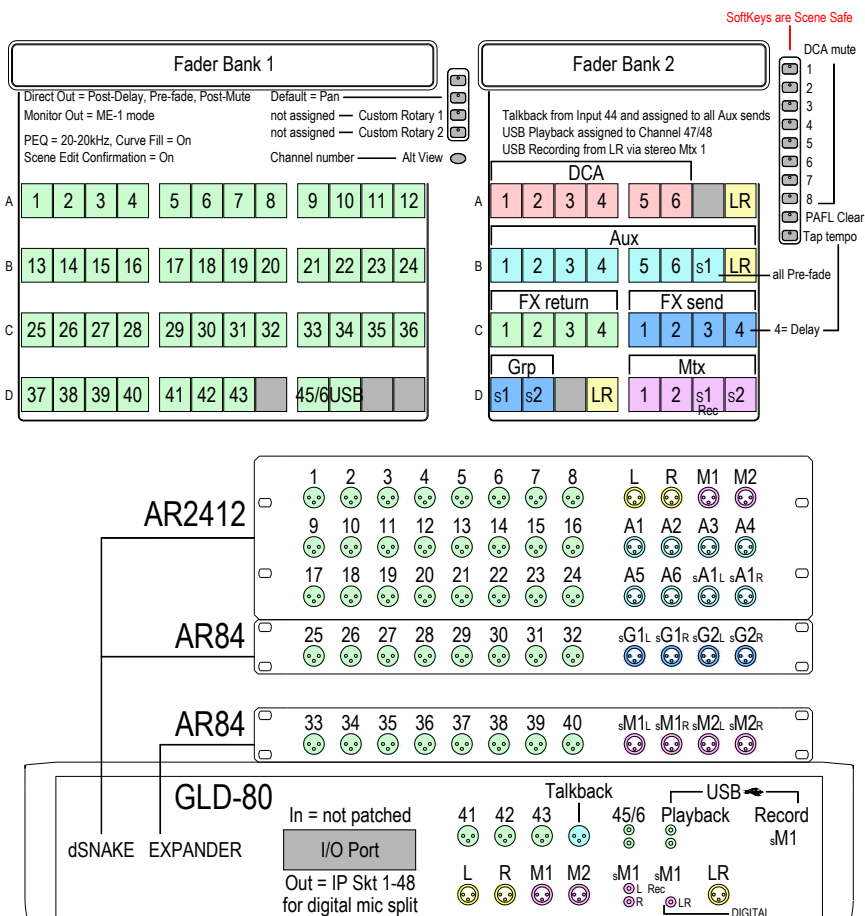 SoftKeys are Scene Safe
DCA mute
Fader Bank 1
Fader Bank 2
1
2
3
4
5
6
7
8
PAFL Clear
Tap tempo
Direct Out = Post-Delay, Pre-fade, Post-Mute
Monitor Out = ME-1 mode
PEQ = 20-20kHz, Curve Fill = On
Scene Edit Confirmation = On
Default = Pan
not assigned — Custom Rotary 1
not assigned — Custom Rotary 2
Channel number — Alt View
Talkback from Input 44 and assigned to all Aux sends
USB Playback assigned to Channel 47/48
USB Recording from LR via stereo Mtx 1
A 1 2 3 4 5 6 7 8 9 10 11 12
B 13 14 15 16 17 18 19 20 21 22 23 24
C 25 26 27 28 29 30 31 32 33 34 35 36
D 37 38 39 40 41 42 43 45/6 USB
DCA
A 1 2 3 4 5 6 LR
Aux
B 1 2 3 4 5 6 s1 LR
all Pre-fade
FX return FX send
C 1 2 3 4 1 2 3 4
4= Delay
Grp Mtx
D s1 s2 LR 1 2 s1 s2
Rec
AR2412
1 2 3 4 5 6 7 8 L R M1 M2
9 10 11 12 13 14 15 16 A1 A2 A3 A4
17 18 19 20 21 22 23 24 A5 A6 sA1L sA1R
AR84
25 26 27 28 29 30 31 32 sG1L sG1R sG2L sG2R
AR84
33 34 35 36 37 38 39 40 sM1L sM1R sM2L sM2R
GLD-80
dSNAKE EXPANDER
In = not patched
I/O Port
Out = IP Skt 1-48
for digital mic split
Talkback
USB
41 42 43 45/6 Playback Record
sM1
L R M1 M2 sM1 sM1 LR
L Rec
R LR
DIGITAL